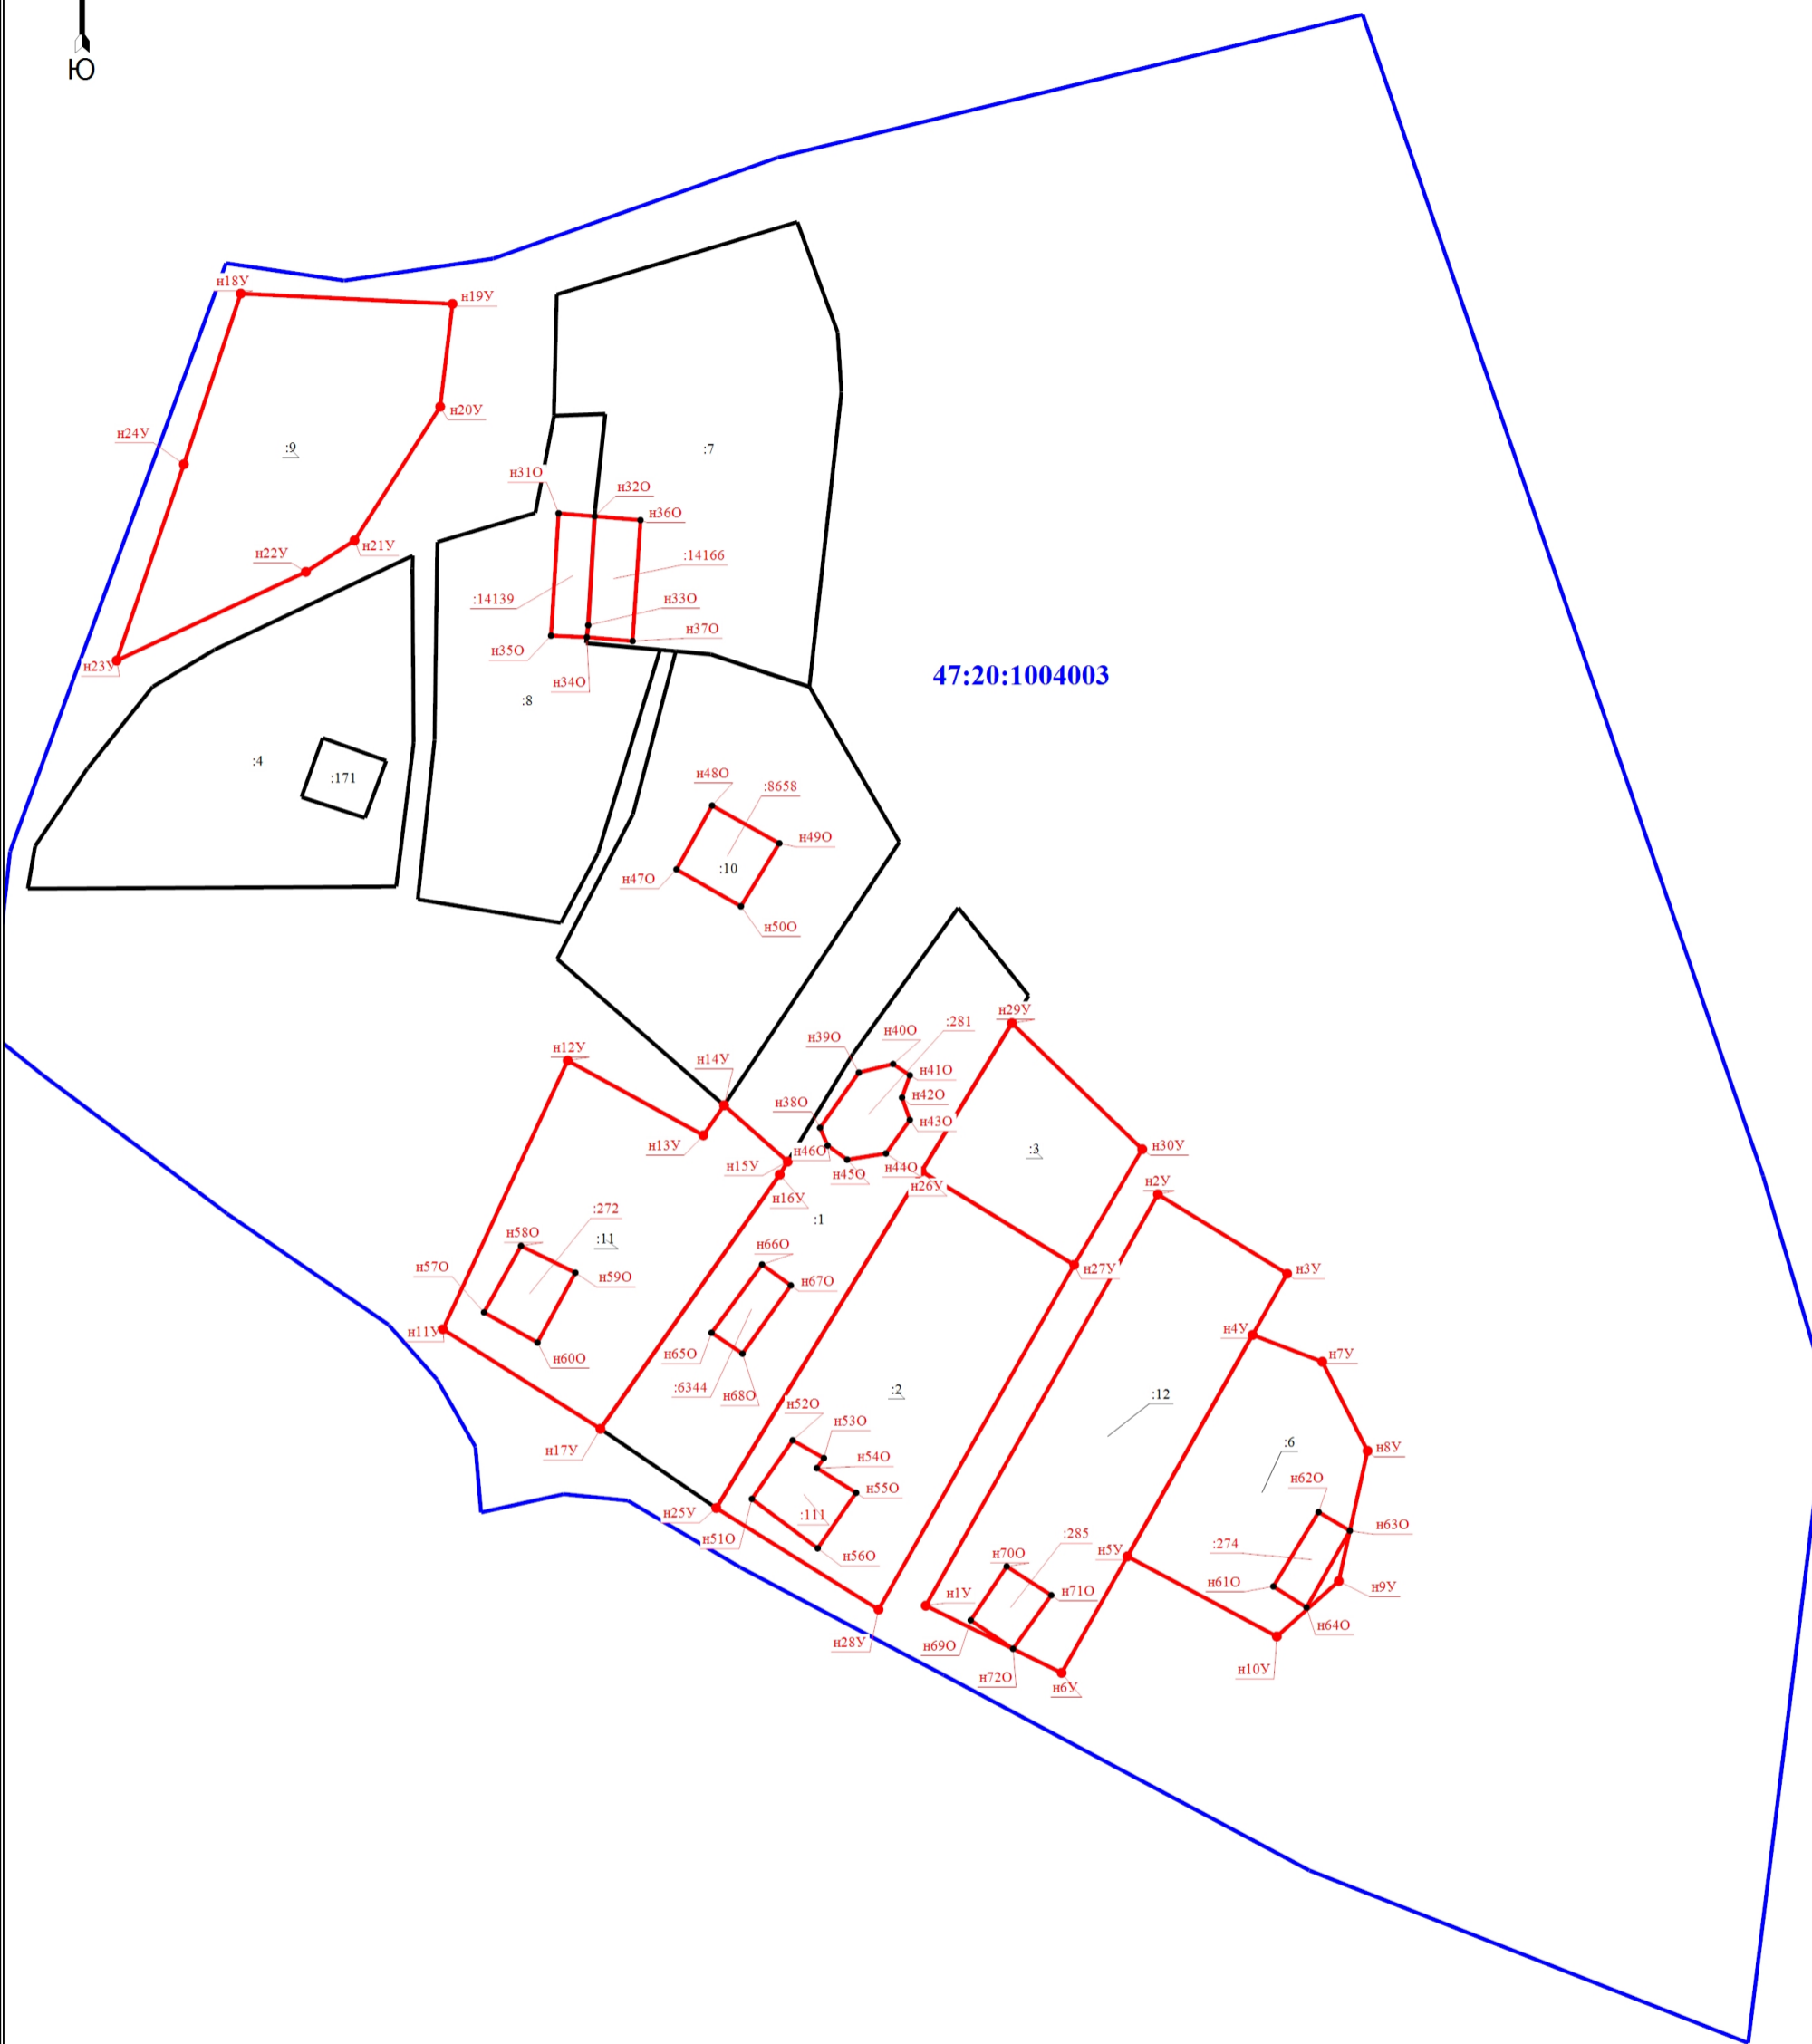 Ю
н18У
н19У
н20У
н24У
:9
:7
н31О
н32О
н36О
н21У
н22У
:14166
:14139
н33О
н37О
н35О
н23У
н34О
47:20:1004003
:8
:4
:171
н48О
:8658
н49О
:10
н47О
н50О
н29У
:281
н40О
н39О
н12У
н14У
н41О
н42О
н38О
н43О
н13У
н46О
:3
н30У
н15У
н45О
н44О
н2У
н26У
н16У
:272
:1
н58О
:11
н66О
н57О
н59О
н67О
н27У
н3У
н11У
н4У
н60О
н65О
н7У
:6344
н68О
:2
:12
н52О
н53О
н17У
н54О
:6
н8У
н62О
н55О
н25У
:111
н63О
н51О
:285
н56О
н70О
н5У
:274
н1У
н71О
н61О
н9У
н28У
н69О
н64О
н72О
н6У
н10У